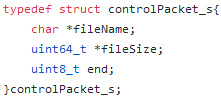 typedef struct controlPacket_s{
char *fileName;
uint64_t *fileSize;
uint8_t end;
}controlPacket_s;